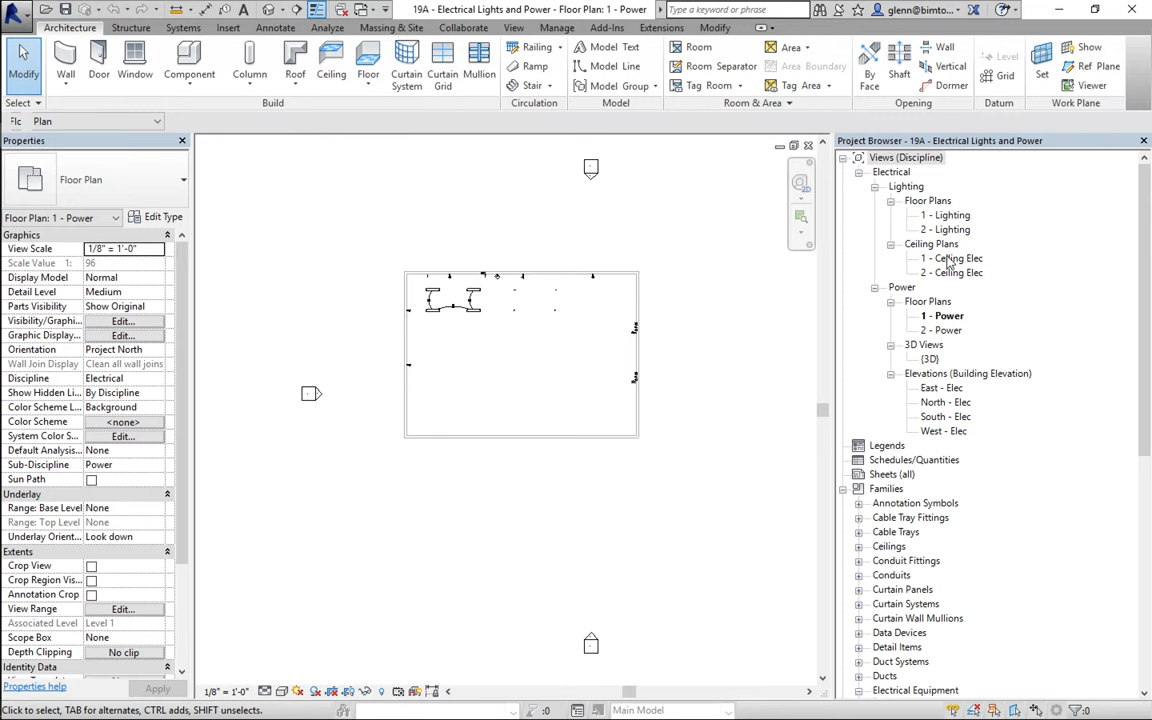 19A - Electrical Lights and Power - Floor Plan: 1 - Power
Type a keyword or phrase
glenn@bimto...
Architecture Structure Systems Insert Annotate Analyze Massing & Site Collaborate View Manage Add-Ins Extensions Modify
Modify
Wall
Door
Window
Component
Column
Roof
Ceiling
Floor
Curtain System
Curtain Grid
Mullion
Railing
Ramp
Stair
Model Text
Model Line
Model Group
Room
Room Separator
Tag Room
Area
Area Boundary
Tag Area
By Face
Shaft
Wall
Vertical
Dormer
Level
Grid
Set
Show
Ref Plane
Viewer
Select Build Circulation Model Room & Area Opening Datum Work Plane
Plan
Properties
Floor Plan
Floor Plan: 1 - Power Edit Type
Graphics
View Scale 1/8" = 1'-0"
Scale Value 1: 96
Display Model Normal
Detail Level Medium
Parts Visibility Show Original
Visibility/Graphi... Edit...
Graphic Display... Edit...
Orientation Project North
Wall Join Display Clean all wall joins
Discipline Electrical
Show Hidden Li... By Discipline
Color Scheme L... Background
Color Scheme <none>
System Color S... Edit...
Default Analysis... None
Sub-Discipline Power
Sun Path
Underlay
Range: Base Level None
Range: Top Level None
Underlay Orient... Look down
Extents
Crop View
Crop Region Vis...
Annotation Crop
View Range Edit...
Associated Level Level 1
Scope Box None
Depth Clipping No clip
Identity Data
Properties help Apply
Project Browser - 19A - Electrical Lights and Power
Views (Discipline)
Electrical
Lighting
Floor Plans
1 - Lighting
2 - Lighting
Ceiling Plans
1 - Ceiling Elec
2 - Ceiling Elec
Power
Floor Plans
1 - Power
2 - Power
3D Views
{3D}
Elevations (Building Elevation)
East - Elec
North - Elec
South - Elec
West - Elec
Legends
Schedules/Quantities
Sheets (all)
Families
Annotation Symbols
Cable Tray Fittings
Cable Trays
Ceilings
Conduit Fittings
Conduits
Curtain Panels
Curtain Systems
Curtain Wall Mullions
Data Devices
Detail Items
Duct Systems
Ducts
Electrical Equipment
1/8" = 1'-0"
Click to select, TAB for alternates, CTRL adds, SHIFT unselects.
:0
Main Model
:0